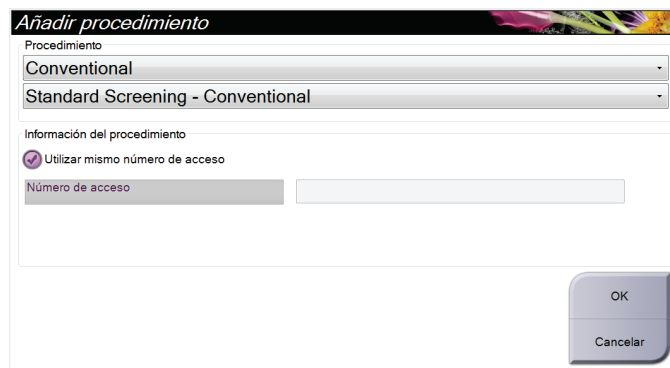 Añadir procedimiento
Procedimiento
Conventional
Standard Screening - Conventional
Información del procedimiento
Utilizar mismo número de acceso
Número de acceso
OK
Cancelar